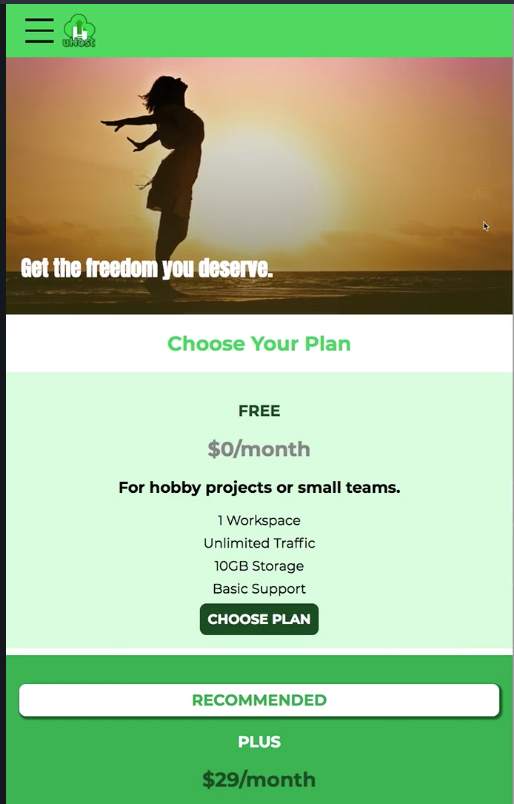 uHost
Get the freedom you deserve.
Choose Your Plan
FREE
$0/month
For hobby projects or small teams.
1 Workspace
Unlimited Traffic
10GB Storage
Basic Support
CHOOSE PLAN
RECOMMENDED
PLUS
$29/month